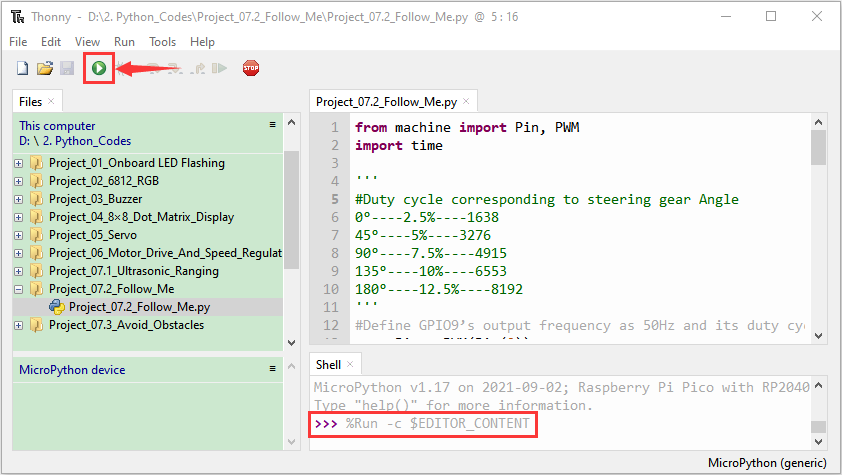 Thonny - D:\2. Python_Codes\Project_07.2_Follow_Me\Project_07.2_Follow_Me.py @ 5 : 16
File Edit View Run Tools Help
STOP
Files
This computer
D: \ 2. Python_Codes
Project_01_Onboard LED Flashing
Project_02_6812_RGB
Project_03_Buzzer
Project_04_8×8_Dot_Matrix_Display
Project_05_Servo
Project_06_Motor_Drive_And_Speed_Regulat
Project_07.1_Ultrasonic_Ranging
Project_07.2_Follow_Me
Project_07.2_Follow_Me.py
Project_07.3_Avoid_Obstacles
MicroPython device
Project_07.2_Follow_Me.py
1 from machine import Pin, PWM
2 import time
3
4 '''
5 #Duty cycle corresponding to steering gear Angle
6 0°----2.5%----1638
7 45°----5%----3276
8 90°----7.5%----4915
9 135°----10%----6553
10 180°----12.5%----8192
11 '''
12 #Define GPIO9’s output frequency as 50Hz and its duty cyc
Shell
MicroPython v1.17 on 2021-09-02; Raspberry Pi Pico with RP2040
Type "help()" for more information.
>>> %Run -c $EDITOR_CONTENT
MicroPython (generic)